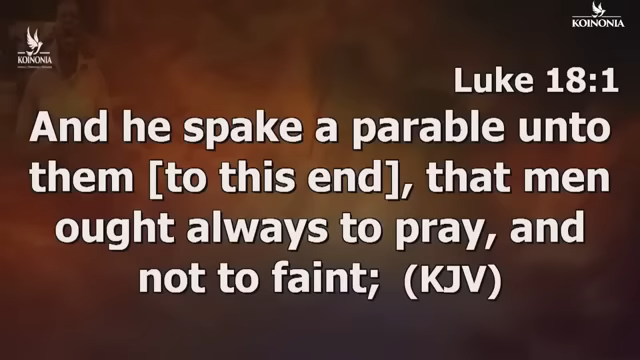 KOINONIA
KOINONIA
Luke 18:1
And he spake a parable unto
them [to this end], that men
ought always to pray, and
not to faint; (KJV)